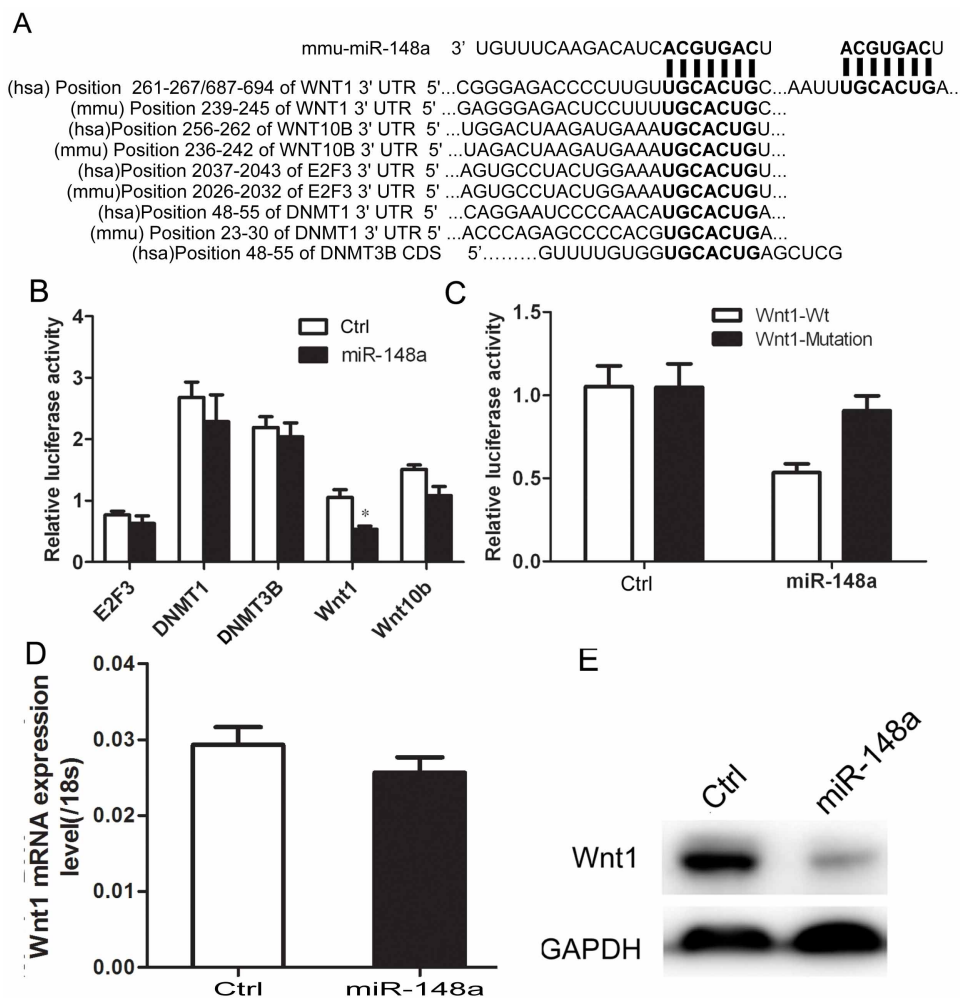 A
mmu-miR-148a 3' UGUUUCAAGACAUCACGUGACU ACGUGACU
(hsa) Position 261-267/687-694 of WNT1 3' UTR 5'...CGGGAGACCCCUUGUUGCACUGC...AAUUUGCACUGA...
(mmu) Position 239-245 of WNT1 3' UTR 5' ...GAGGGAGACUCCUUUUGCACUGC...
(hsa)Position 256-262 of WNT10B 3' UTR 5' ...UGGACUAAGAUGAAAUGCACUGU...
(mmu) Position 236-242 of WNT10B 3' UTR 5' ...UAGACUAAGAUGAAAUGCACUGU...
(hsa)Position 2037-2043 of E2F3 3' UTR 5' ...AGUGCCUACUGGAAAUGCACUGU...
(mmu)Position 2026-2032 of E2F3 3' UTR 5' ...AGUGCCUACUGGAAAUGCACUGU...
(hsa)Position 48-55 of DNMT1 3' UTR 5' ...CAGGAAUCCCCAACAUGCACUGA...
(mmu) Position 23-30 of DNMT1 3' UTR 5' ...ACCCAGAGCCCCACGUGCACUGA...
(hsa)Position 48-55 of DNMT3B CDS 5'.........GUUUUGUGGUGCACUGAGCUCG
B
Relative luciferase activity
4
3
2
1
0
Ctrl
miR-148a
*
E2F3
DNMT1
DNMT3B
Wnt1
Wnt10b
C
Relative luciferase activity
1.5
1.0
0.5
0.0
Wnt1-Wt
Wnt1-Mutation
Ctrl
miR-148a
D
Wnt1 mRNA expression
level(/18s)
0.04
0.03
0.02
0.01
0.00
Ctrl
miR-148a
E
Ctrl
miR-148a
Wnt1
GAPDH